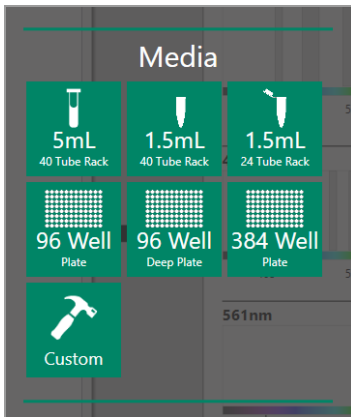 Media
5mL
40 Tube Rack
1.5mL
40 Tube Rack
1.5mL
24 Tube Rack
96 Well
Plate
96 Well
Deep Plate
384 Well
Plate
Custom
561nm